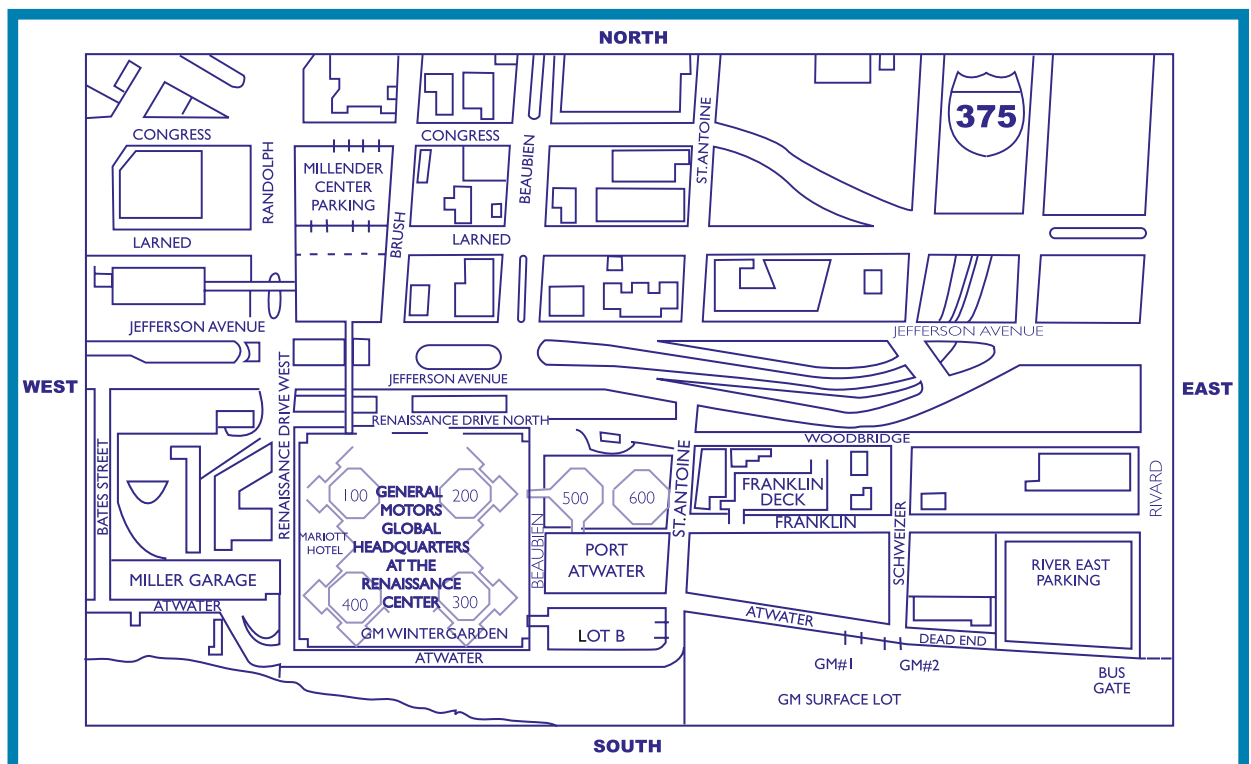 NORTH
375
CONGRESS
CONGRESS
RANDOLPH
MILLENDER
CENTER
PARKING
BRUSH
BEAUBIEN
ST. ANTOINE
LARNED
LARNED
JEFFERSON AVENUE
JEFFERSON AVENUE
JEFFERSON AVENUE
WEST
EAST
RENAISSANCE DRIVE WEST
RENAISSANCE DRIVE NORTH
WOODBRIDGE
BATES STREET
100
200
GENERAL
MOTORS
GLOBAL
HEADQUARTERS
AT THE
RENAISSANCE
CENTER
MARIOTT
HOTEL
400
300
GM WINTERGARDEN
500
600
BEAUBIEN
ST. ANTOINE
PORT
ATWATER
LOT B
FRANKLIN
DECK
FRANKLIN
SCHWEIZER
RIVARD
RIVER EAST
PARKING
MILLER GARAGE
ATWATER
ATWATER
ATWATER
DEAD END
GM#1
GM#2
BUS
GATE
GM SURFACE LOT
SOUTH